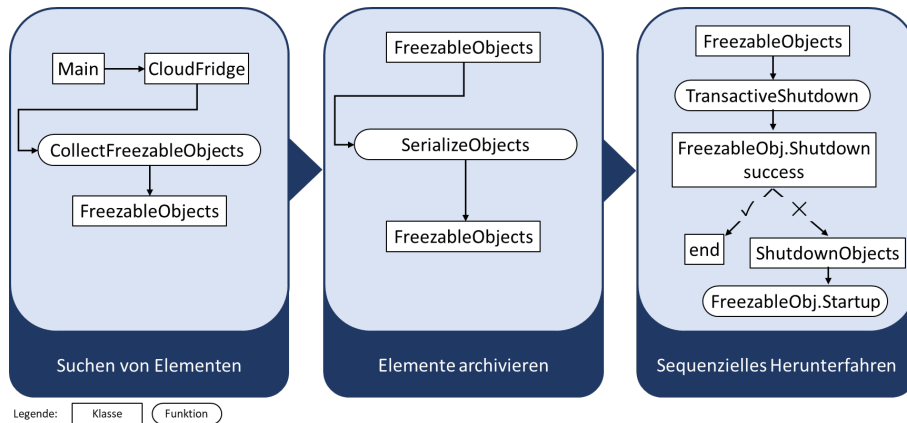 Main
CloudFridge
CollectFreezableObjects
FreezableObjects
Suchen von Elementen
FreezableObjects
SerializeObjects
FreezableObjects
Elemente archivieren
FreezableObjects
TransactiveShutdown
FreezableObj.Shutdown
success
end
ShutdownObjects
FreezableObj.Startup
Sequenzielles Herunterfahren
Legende:
Klasse
Funktion